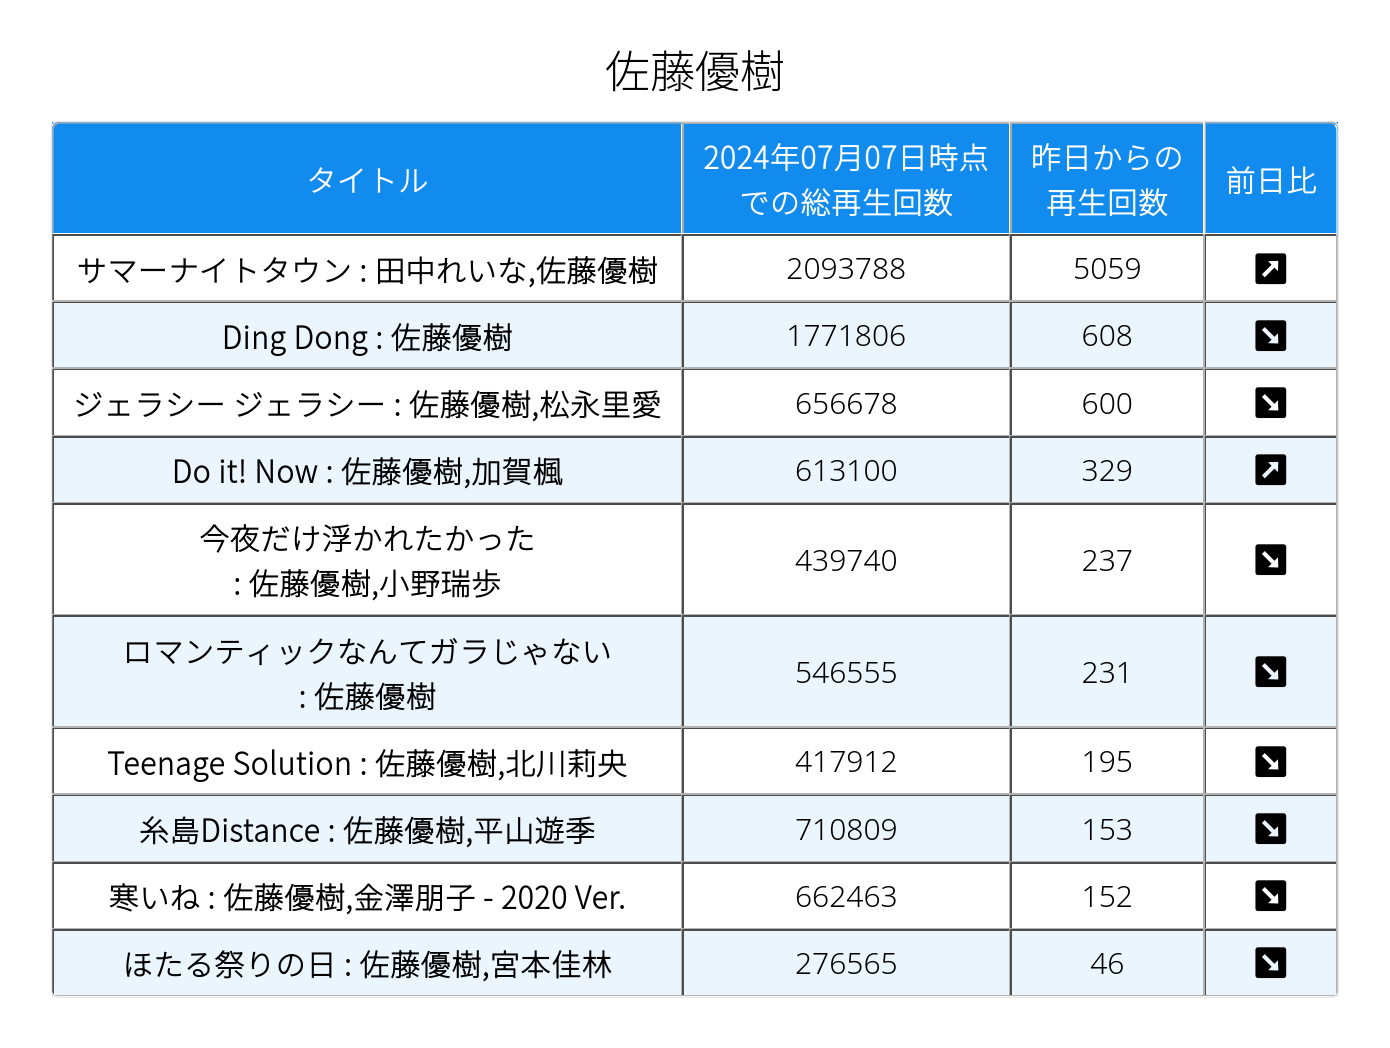 佐藤優樹
タイトル
2024年07月07日時点
での総再生回数
昨日からの
再生回数
前日比
サマーナイトタウン : 田中れいな,佐藤優樹
2093788
5059
Ding Dong : 佐藤優樹
1771806
608
ジェラシー ジェラシー : 佐藤優樹,松永里愛
656678
600
Do it! Now : 佐藤優樹,加賀楓
613100
329
今夜だけ浮かれたかった
: 佐藤優樹,小野瑞歩
439740
237
ロマンティックなんてガラじゃない
: 佐藤優樹
546555
231
Teenage Solution : 佐藤優樹,北川莉央
417912
195
糸島Distance : 佐藤優樹,平山遊季
710809
153
寒いね : 佐藤優樹,金澤朋子 - 2020 Ver.
662463
152
ほたる祭りの日 : 佐藤優樹,宮本佳林
276565
46